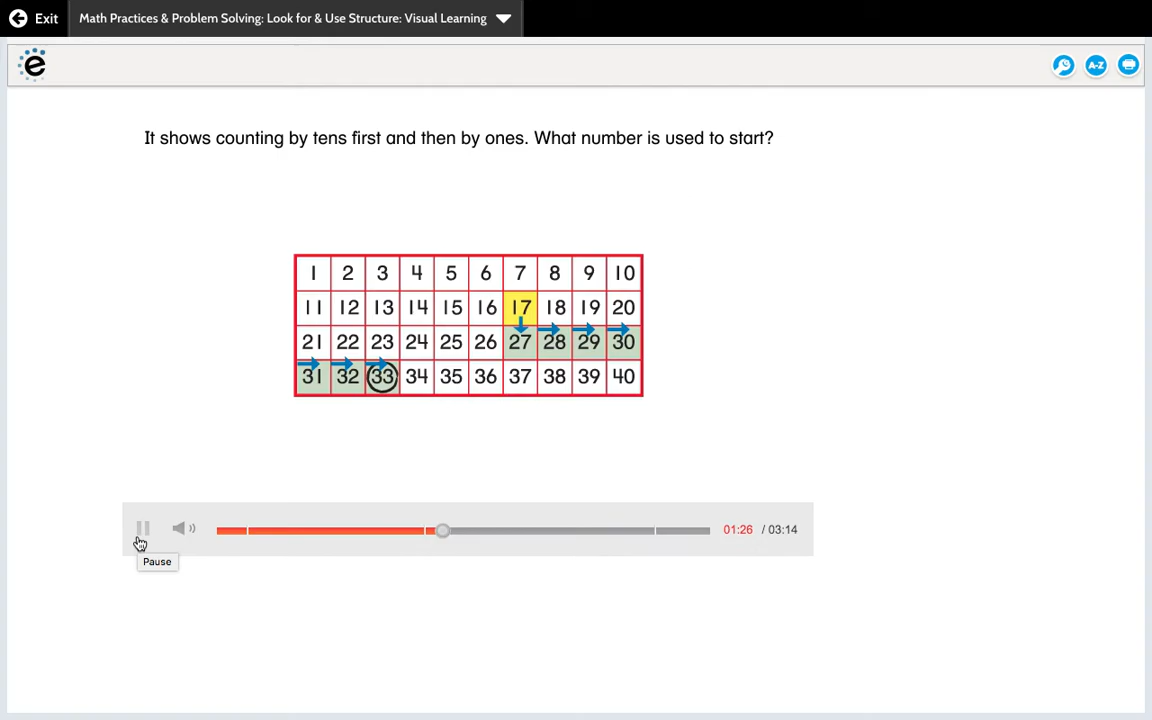 Exit
Math Practices & Problem Solving: Look for & Use Structure: Visual Learning
e
A-Z
It shows counting by tens first and then by ones. What number is used to start?
1 2 3 4 5 6 7 8 9 10
11 12 13 14 15 16 17 18 19 20
21 22 23 24 25 26 27 28 29 30
31 32 33 34 35 36 37 38 39 40
01:26 / 03:14
Pause